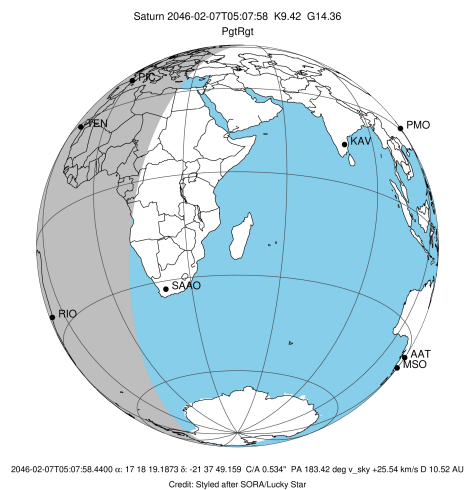 Saturn 2046-02-07T05:07:58 K9.42 G14.36
PgtRgt
PIC
TEN
PMO
KAV
SAAO
RIO
AAT
MSO
2046-02-07T05:07:58.4400 α: 17 18 19.1873 δ: -21 37 49.159 C/A 0.534" PA 183.42 deg v_sky +25.54 km/s D 10.52 AU
Credit: Styled after SORA/Lucky Star